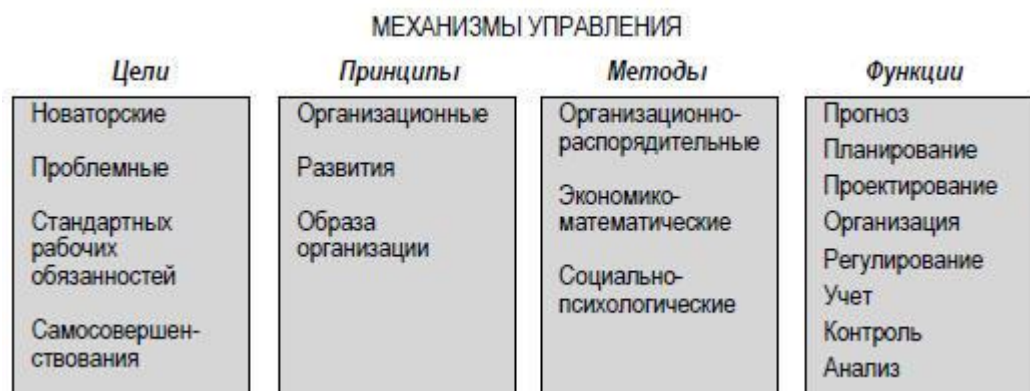 МЕХАНИЗМЫ УПРАВЛЕНИЯ
Цели
Новаторские
Проблемные
Стандартных
рабочих
обязанностей
Самосовершен-
ствования
Принципы
Организационные
Развития
Образа
организации
Методы
Организационно-
распорядительные
Экономико-
математические
Социально-
психологические
Функции
Прогноз
Планирование
Проектирование
Организация
Регулирование
Учет
Контроль
Анализ